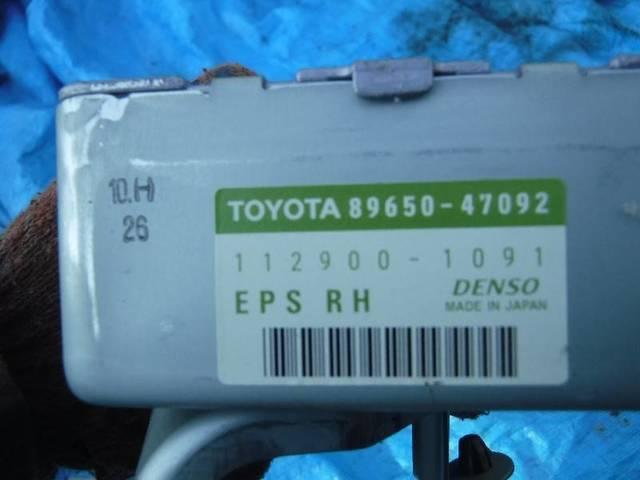 10.(H)
26
TOYOTA 89650-47092
112900-1091
DENSO
EPS RH
MADE IN JAPAN